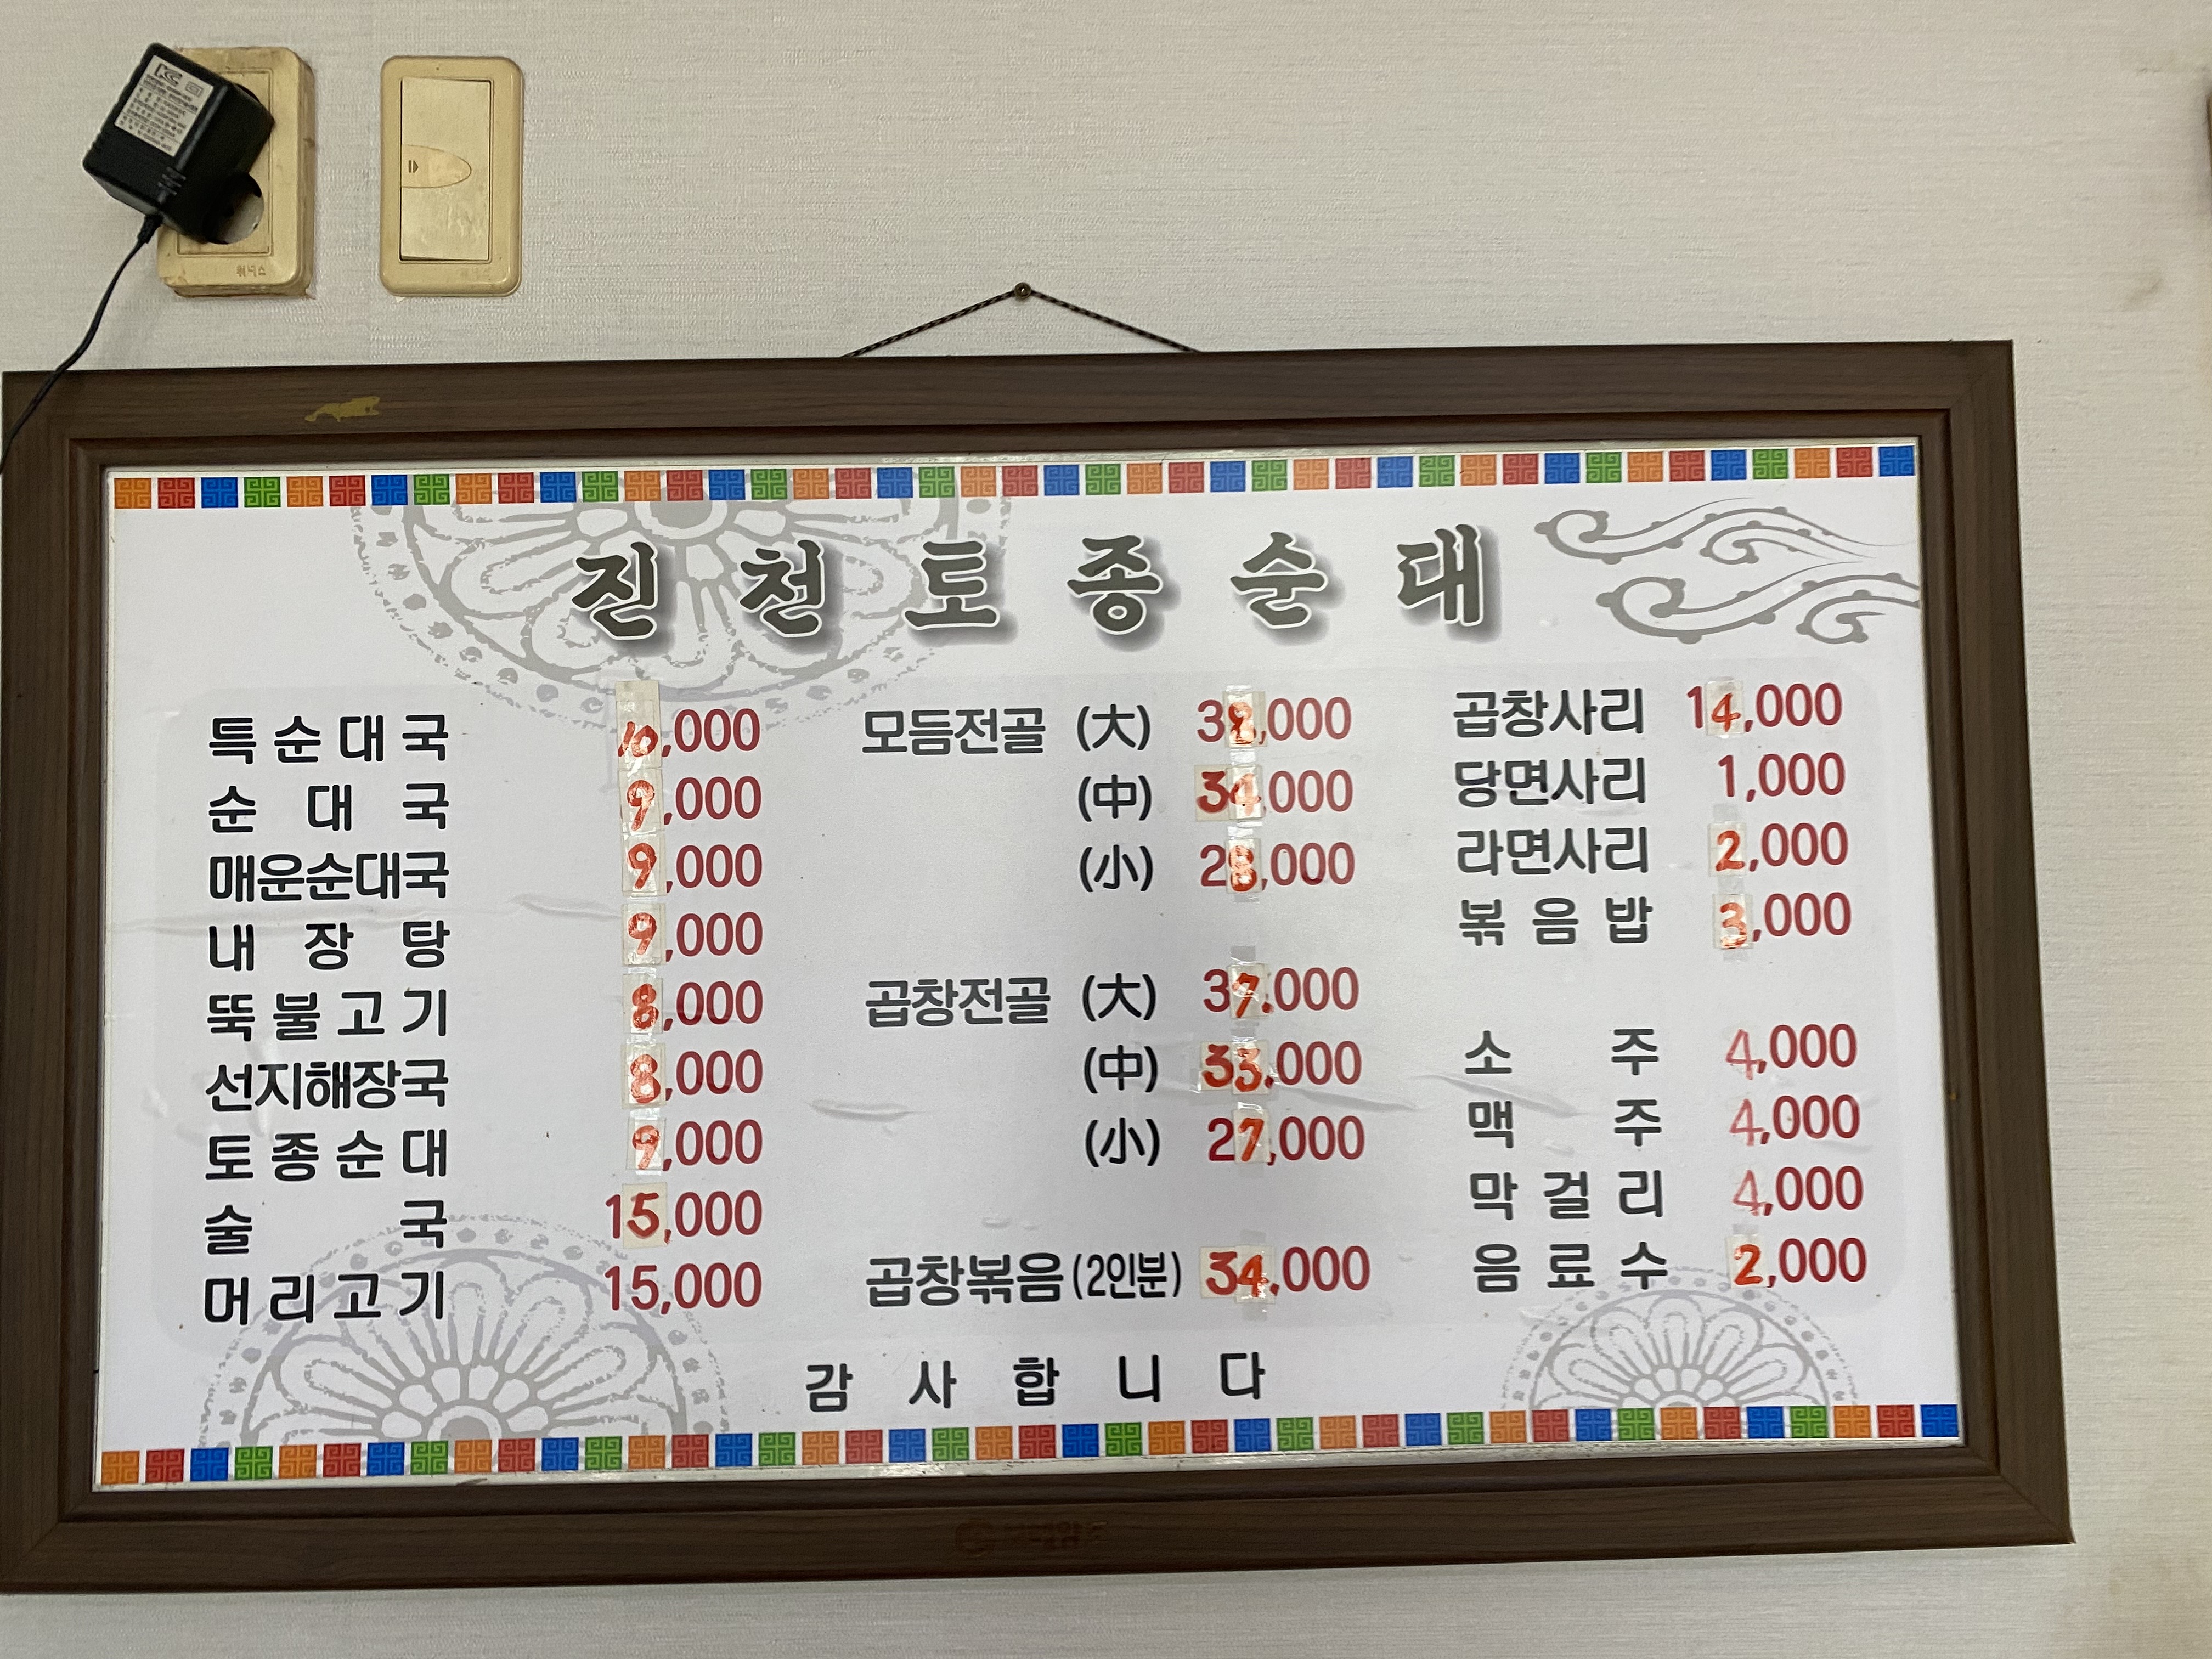 진천토종순대
특순대국 10,000
순대국 9,000
매운순대국 9,000
내장탕 9,000
뚝불고기 8,000
선지해장국 8,000
토종순대 9,000
술국 15,000
머리고기 15,000
모듬전골 (大) 38,000
(中) 34,000
(小) 28,000
곱창전골 (大) 37,000
(中) 33,000
(小) 27,000
곱창볶음 (2인분) 34,000
곱창사리 14,000
당면사리 1,000
라면사리 2,000
볶음밥 3,000
소주 4,000
맥주 4,000
막걸리 4,000
음료수 2,000
감사합니다